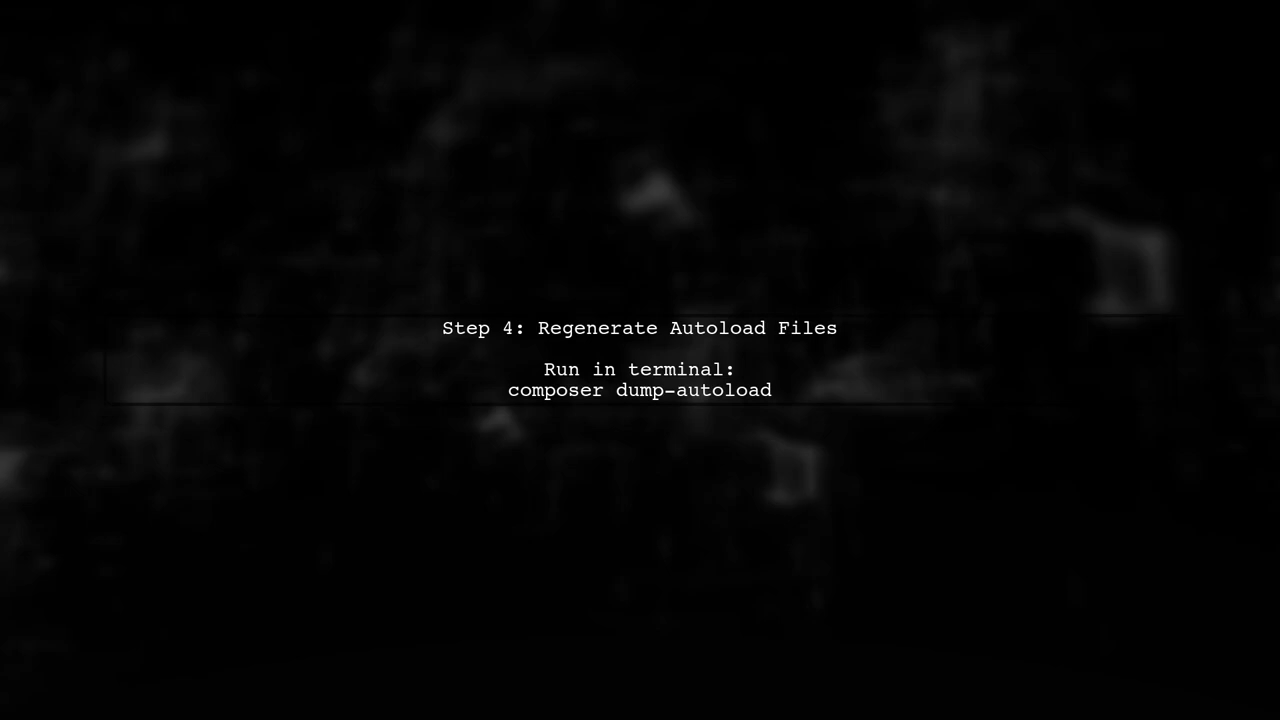 Step 4: Regenerate Autoload Files
Run in terminal:
composer dump-autoload